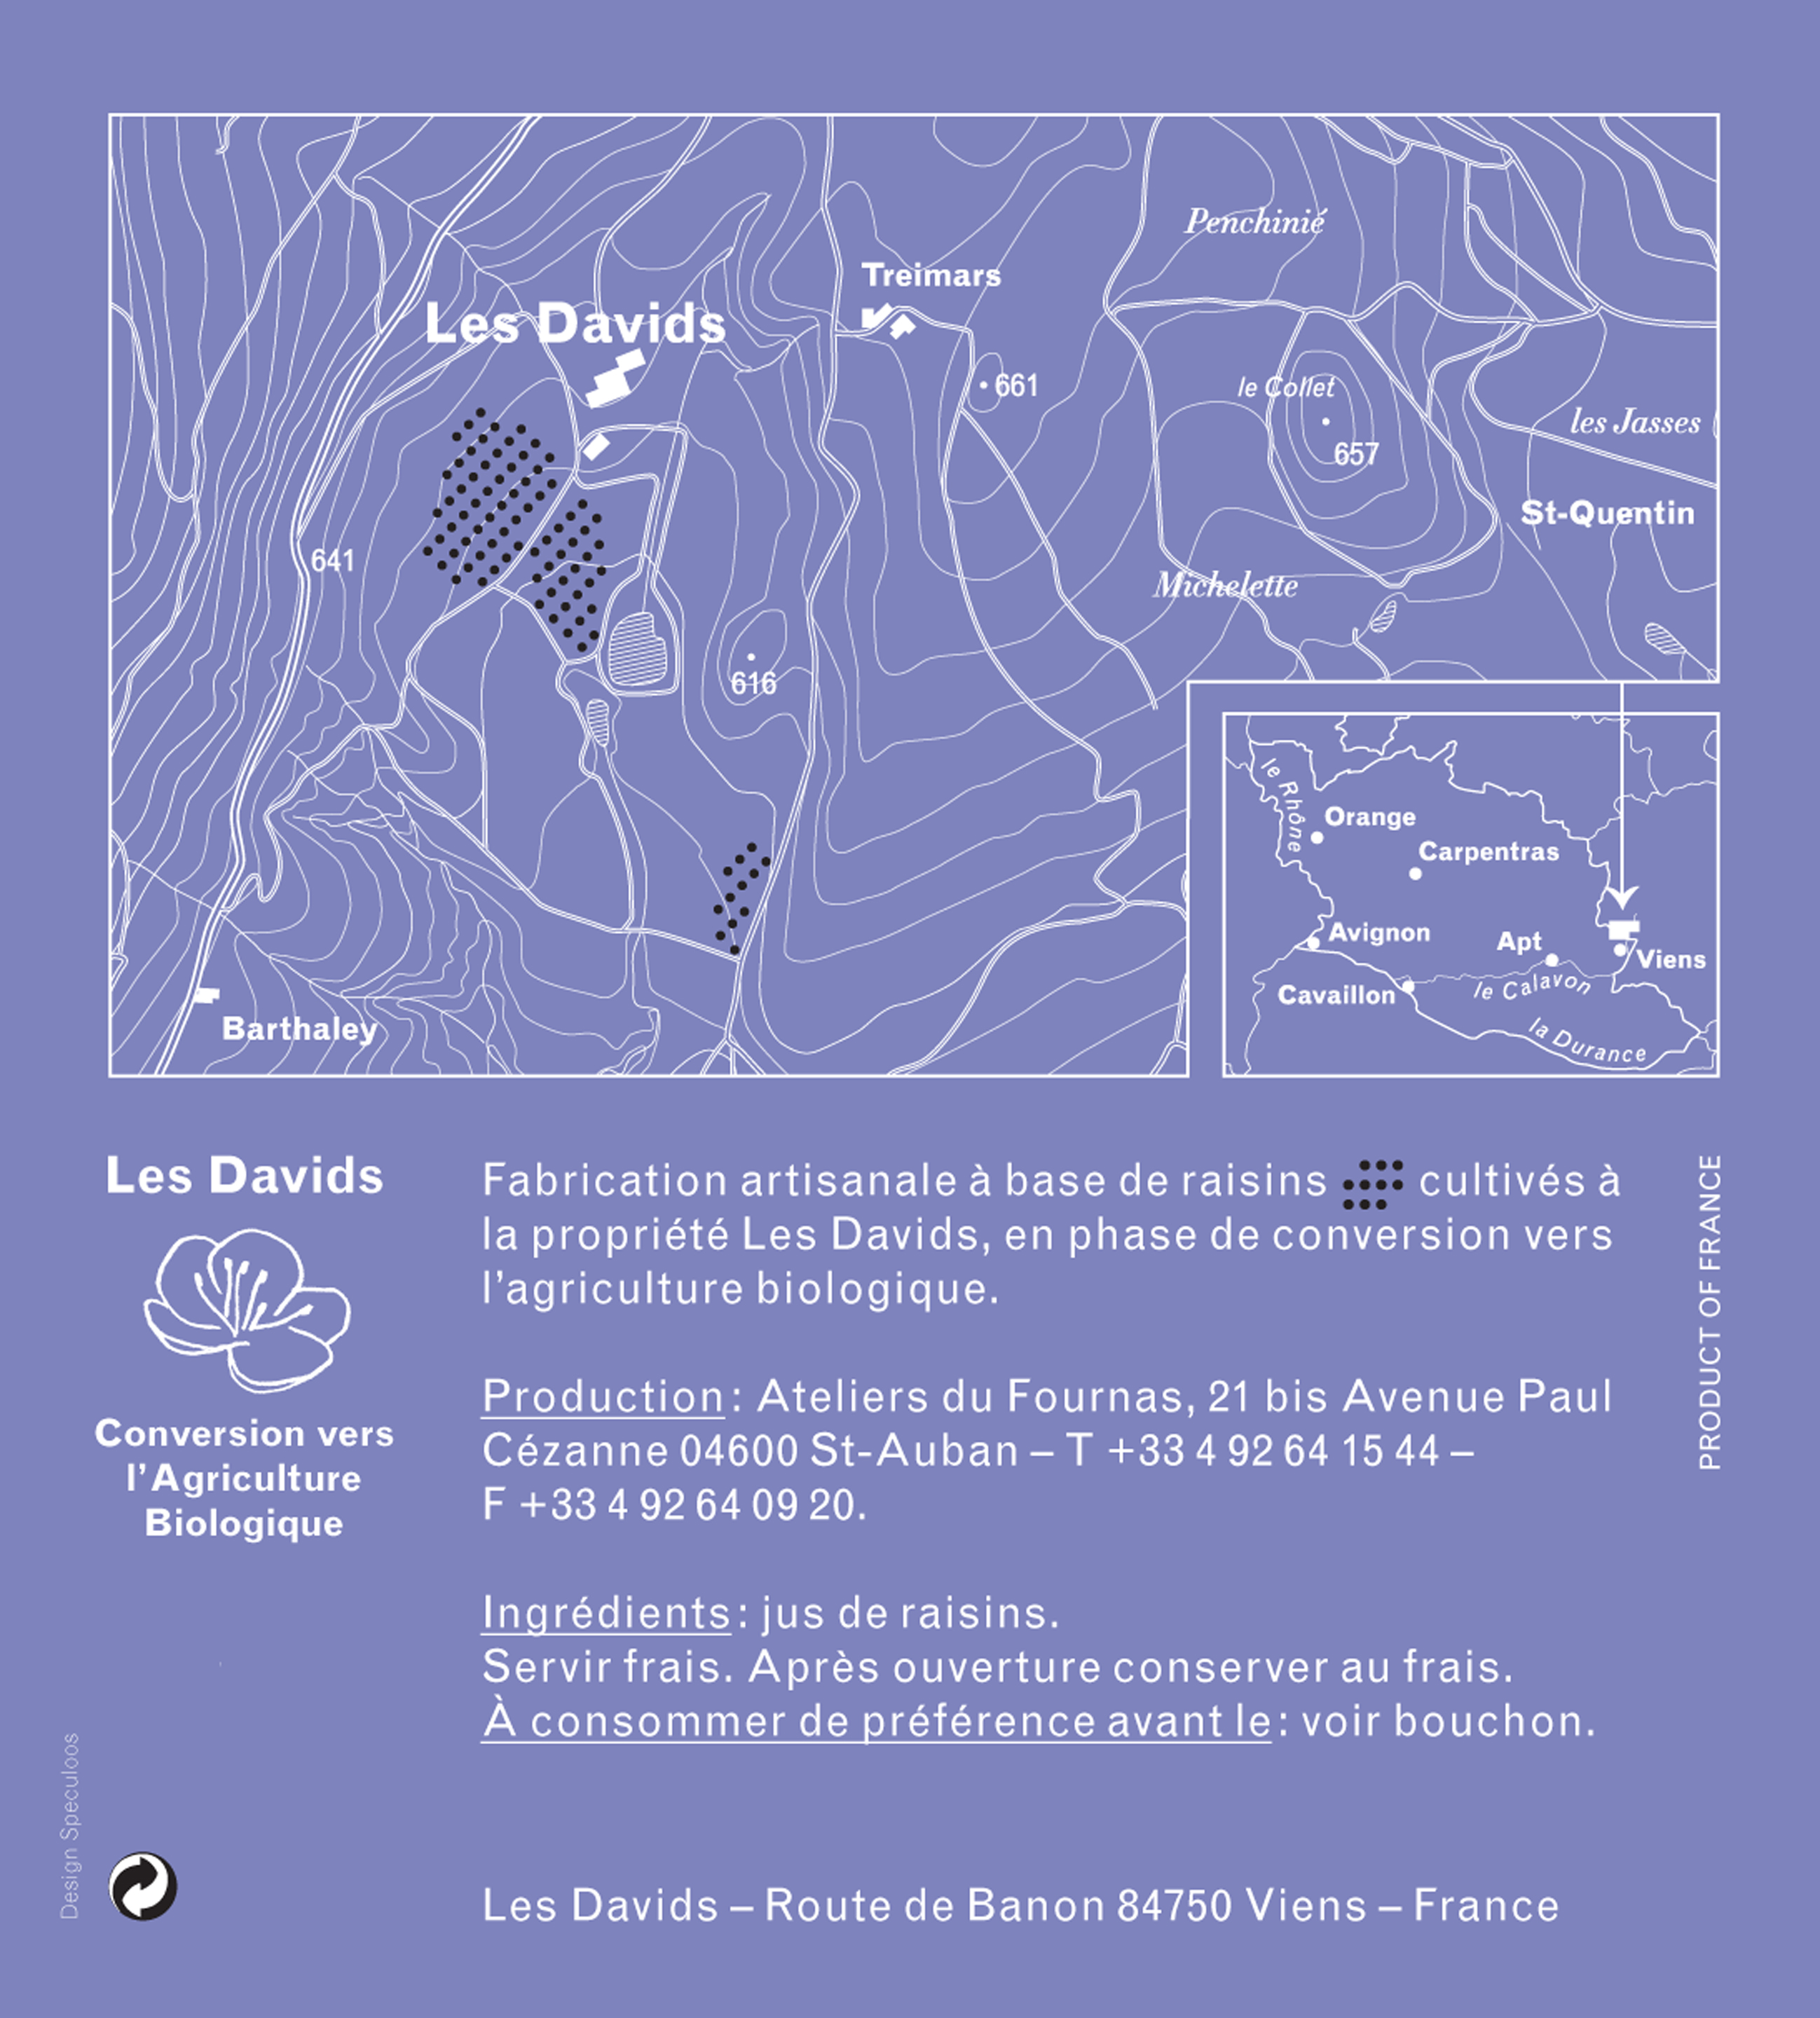 Penchinié
Treimars
Les Davids
661
le Collet
657
les Jasses
St-Quentin
641
Michelette
616
Barthaley
le Rhône
Orange
Carpentras
Avignon
Apt
Viens
Cavaillon
le Calavon
la Durance
Les Davids
Conversion vers
l’Agriculture
Biologique
Fabrication artisanale à base de raisins cultivés à
la propriété Les Davids, en phase de conversion vers
l’agriculture biologique.
Production : Ateliers du Fournas, 21 bis Avenue Paul
Cézanne 04600 St-Auban – T +33 4 92 64 15 44 –
F +33 4 92 64 09 20.
Ingrédients : jus de raisins.
Servir frais. Après ouverture conserver au frais.
À consommer de préférence avant le : voir bouchon.
Les Davids – Route de Banon 84750 Viens – France
PRODUCT OF FRANCE
Design Speculoos